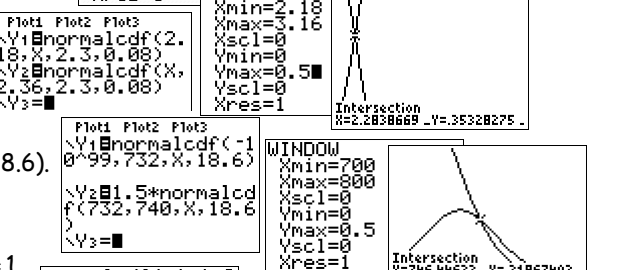 Plot1 Plot2 Plot3
\Y1=normalcdf(2.
18,X,2.3,0.08)
\Y2=normalcdf(X,
2.36,2.3,0.08)
\Y3=
Xmin=2.18
Xmax=3.16
Xscl=0
Ymin=0
Ymax=0.5
Yscl=0
Xres=1
Intersection
X=2.2838669 Y=.35328275
8.6).
Plot1 Plot2 Plot3
\Y1=normalcdf(-1
0^99,732,X,18.6)
\Y2=1.5*normalcd
f(732,740,X,18.6
)
\Y3=
WINDOW
Xmin=700
Xmax=800
Xscl=0
Ymin=0
Ymax=0.5
Yscl=0
Xres=1
Intersection